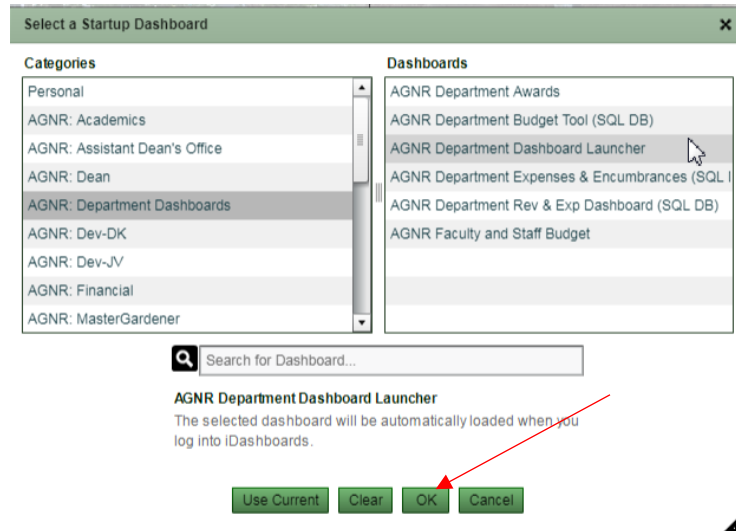 Select a Startup Dashboard
Categories
Personal
AGNR: Academics
AGNR: Assistant Dean's Office
AGNR: Dean
AGNR: Department Dashboards
AGNR: Dev-DK
AGNR: Dev-JV
AGNR: Financial
AGNR: MasterGardener
Dashboards
AGNR Department Awards
AGNR Department Budget Tool (SQL DB)
AGNR Department Dashboard Launcher
AGNR Department Expenses & Encumbrances (SQL
AGNR Department Rev & Exp Dashboard (SQL DB)
AGNR Faculty and Staff Budget
Search for Dashboard...
AGNR Department Dashboard Launcher
The selected dashboard will be automatically loaded when you
log into iDashboards.
Use Current Clear OK Cancel